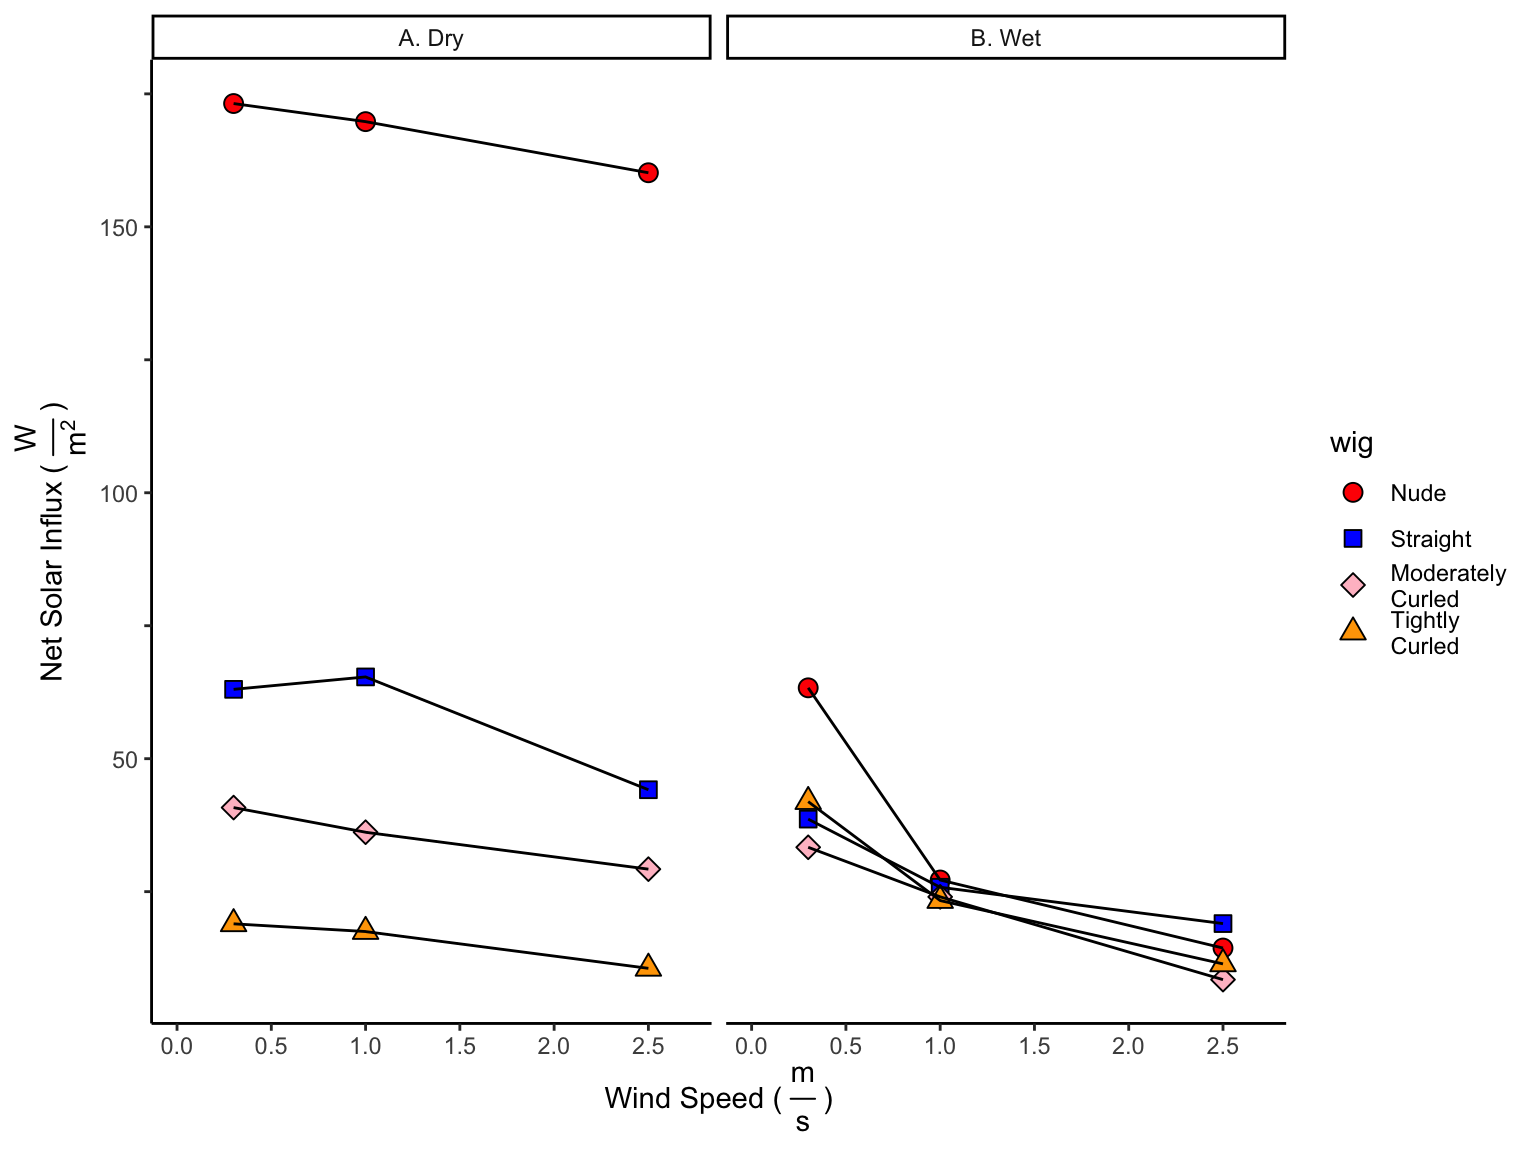 A. Dry
B. Wet
150
100
50
Net Solar Influx ( W/m² )
0.0 0.5 1.0 1.5 2.0 2.5
0.0 0.5 1.0 1.5 2.0 2.5
Wind Speed ( m/s )
wig
Nude
Straight
Moderately
Curled
Tightly
Curled